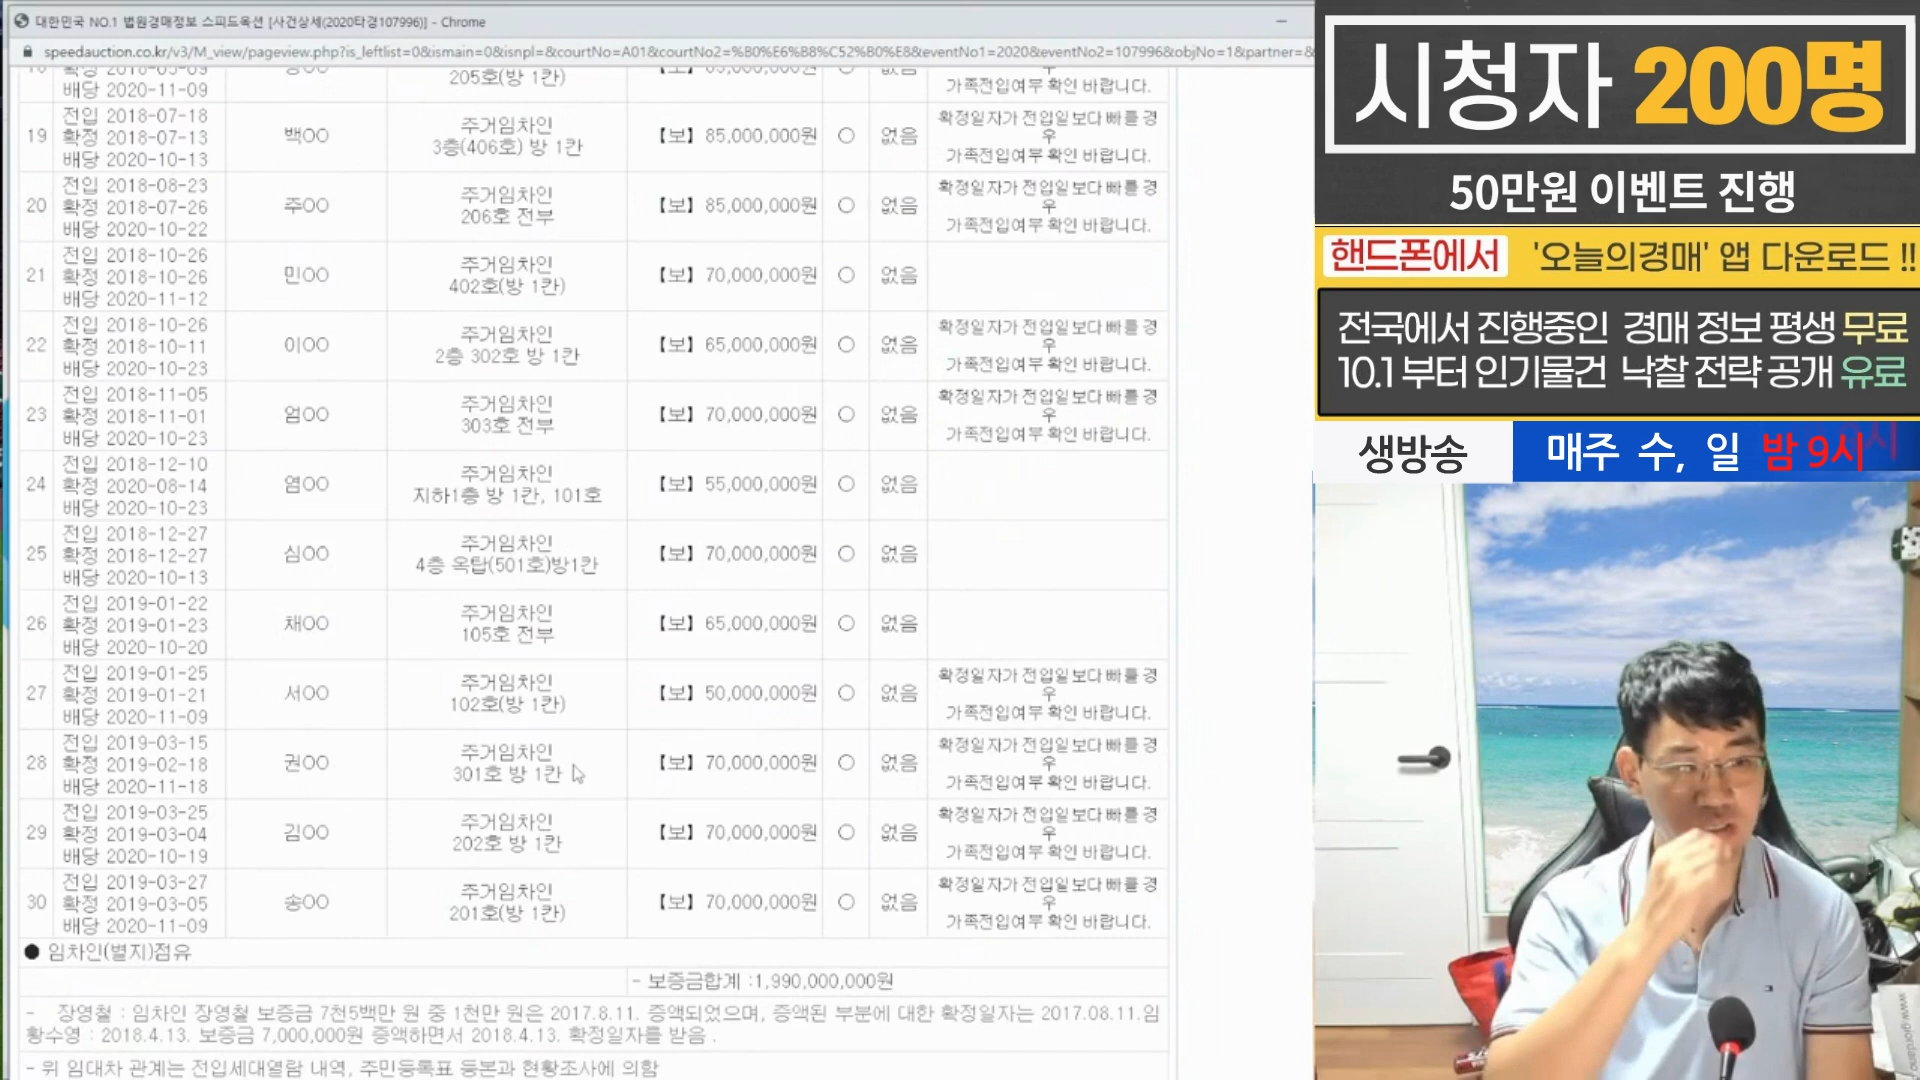 대한민국 NO.1 법원경매정보 스피드옥션 [사건상세(2020타경107996)] - Chrome
speedauction.co.kr/v3/M_view/pageview.php?is_leftlist=0&ismain=0&isnpl=&courtNo=A01&courtNo2=%B0%E6%B8%C52%B0%E8&eventNo1=2020&eventNo2=107996&objNo=1&partner=&
배당 2020-11-09 205호(방 1칸) 가족전입여부 확인 바랍니다.
전입 2018-07-18 확정일자가 전입일보다 빠를 경
19 확정 2018-07-13 백OO 주거임차인 【보】 85,000,000원 ○ 없음 우
배당 2020-10-13 3층(406호) 방 1칸 가족전입여부 확인 바랍니다.
전입 2018-08-23 확정일자가 전입일보다 빠를 경
20 확정 2018-07-26 주OO 주거임차인 【보】 85,000,000원 ○ 없음 우
배당 2020-10-22 206호 전부 가족전입여부 확인 바랍니다.
전입 2018-10-26
21 확정 2018-10-26 민OO 주거임차인 【보】 70,000,000원 ○ 없음
배당 2020-11-12 402호(방 1칸)
전입 2018-10-26 확정일자가 전입일보다 빠를 경
22 확정 2018-10-11 이OO 주거임차인 【보】 65,000,000원 ○ 없음 우
배당 2020-10-23 2층 302호 방 1칸 가족전입여부 확인 바랍니다.
전입 2018-11-05 확정일자가 전입일보다 빠를 경
23 확정 2018-11-01 엄OO 주거임차인 【보】 70,000,000원 ○ 없음 우
배당 2020-10-23 303호 전부 가족전입여부 확인 바랍니다.
전입 2018-12-10
24 확정 2020-08-14 염OO 주거임차인 【보】 55,000,000원 ○ 없음
배당 2020-10-23 지하1층 방 1칸, 101호
전입 2018-12-27
25 확정 2018-12-27 심OO 주거임차인 【보】 70,000,000원 ○ 없음
배당 2020-10-13 4층 옥탑(501호)방1칸
전입 2019-01-22
26 확정 2019-01-23 채OO 주거임차인 【보】 65,000,000원 ○ 없음
배당 2020-10-20 105호 전부
전입 2019-01-25 확정일자가 전입일보다 빠를 경
27 확정 2019-01-21 서OO 주거임차인 【보】 50,000,000원 ○ 없음 우
배당 2020-11-09 102호(방 1칸) 가족전입여부 확인 바랍니다.
전입 2019-03-15 확정일자가 전입일보다 빠를 경
28 확정 2019-02-18 권OO 주거임차인 【보】 70,000,000원 ○ 없음 우
배당 2020-11-18 301호 방 1칸 가족전입여부 확인 바랍니다.
전입 2019-03-25 확정일자가 전입일보다 빠를 경
29 확정 2019-03-04 김OO 주거임차인 【보】 70,000,000원 ○ 없음 우
배당 2020-10-19 202호 방 1칸 가족전입여부 확인 바랍니다.
전입 2019-03-27 확정일자가 전입일보다 빠를 경
30 확정 2019-03-05 송OO 주거임차인 【보】 70,000,000원 ○ 없음 우
배당 2020-11-09 201호(방 1칸) 가족전입여부 확인 바랍니다.
● 임차인(별지)점유
- 보증금합계 :1,990,000,000원
- 장영철 : 임차인 장영철 보증금 7천5백만 원 중 1천만 원은 2017.8.11. 증액되었으며, 증액된 부분에 대한 확정일자는 2017.08.11.임
황수영 : 2018.4.13. 보증금 7,000,000원 증액하면서 2018.4.13. 확정일자를 받음 .
- 위 임대차 관계는 전입세대열람 내역, 주민등록표 등본과 현황조사에 의함
시청자 200명
50만원 이벤트 진행
핸드폰에서 '오늘의경매' 앱 다운로드 !!
전국에서 진행중인 경매 정보 평생 무료
10.1 부터 인기물건 낙찰 전략 공개 유료
생방송 매주 수, 일 밤 9시